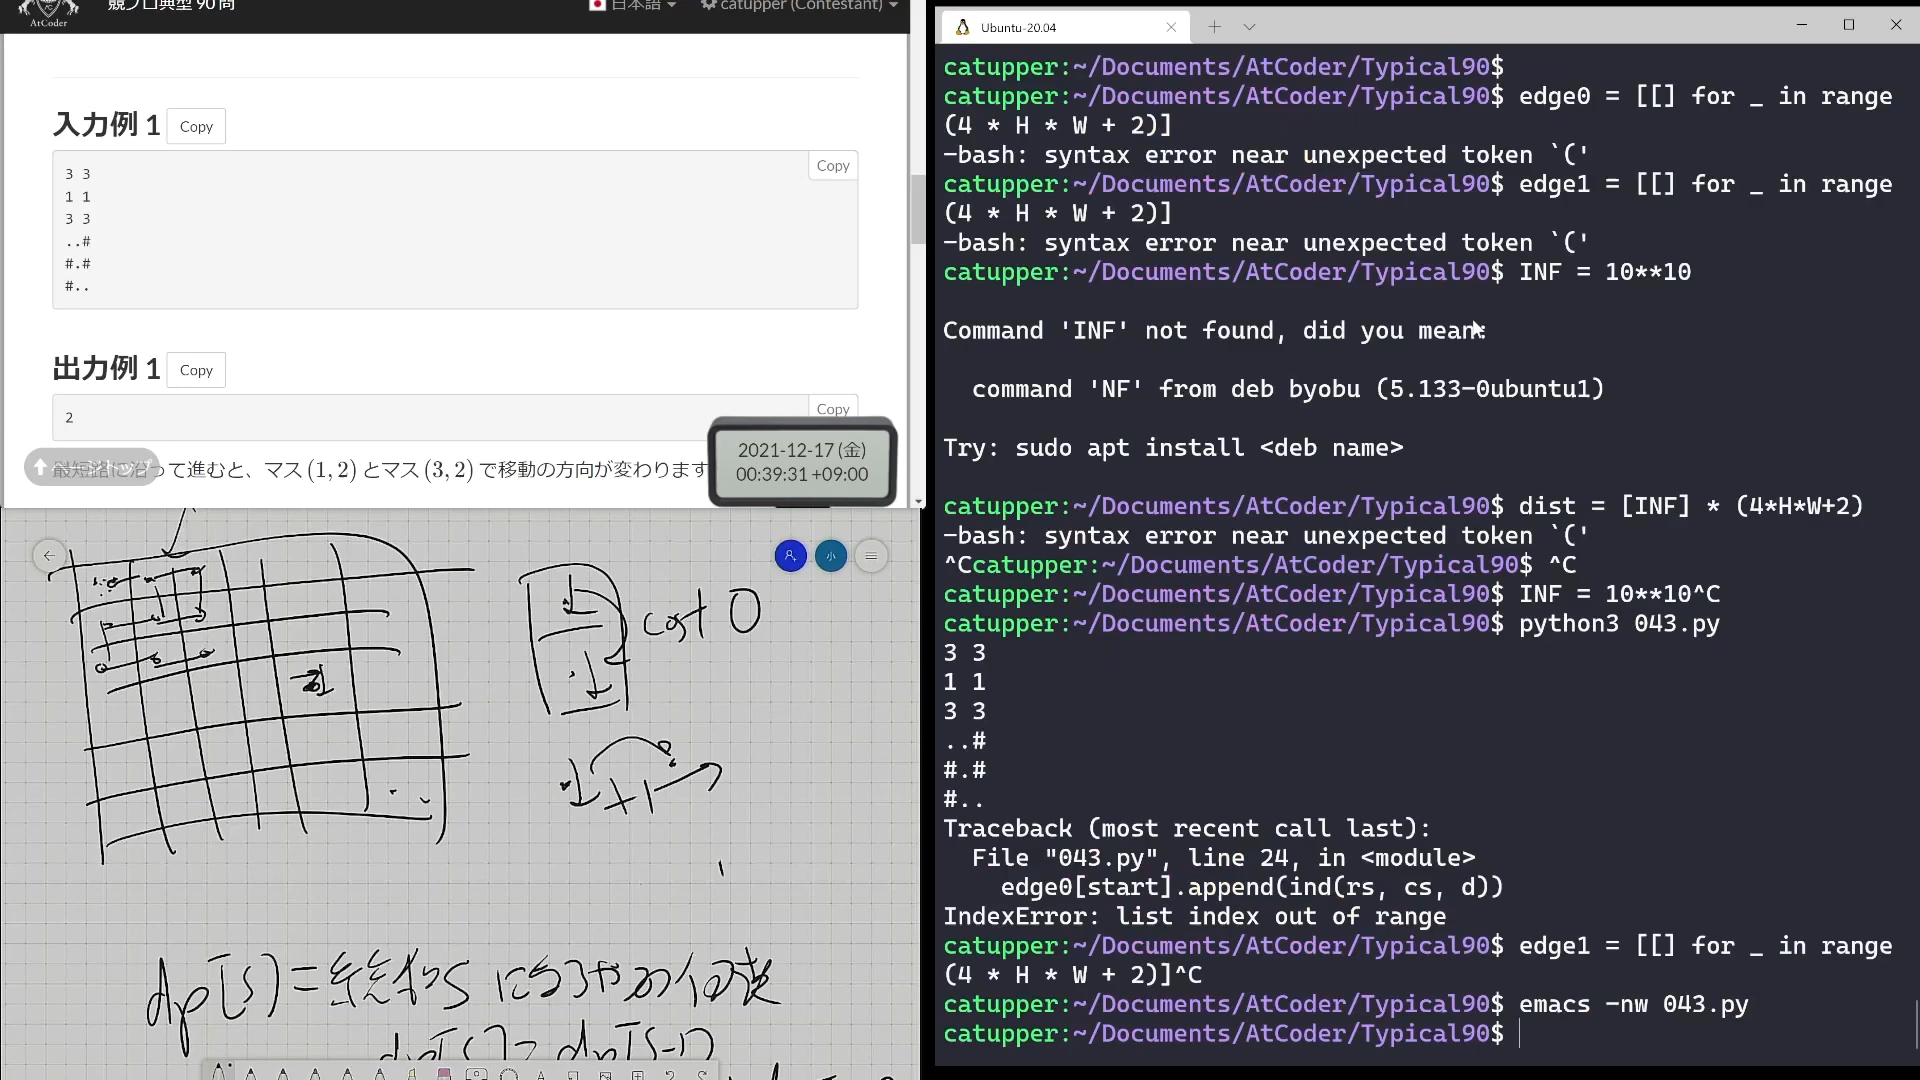 競プロ典型 90 問
日本語
catupper (Contestant)
AtCoder
入力例 1
Copy
Copy
3 3
1 1
3 3
..#
#.#
#..
出力例 1
Copy
Copy
2
最短路に沿って進むと、マス (1, 2) とマス (3, 2) で移動の方向が変わります
2021-12-17 (金)
00:39:31 +09:00
小
cost 0
+1
dp[S] =
dp[S-1]
Ubuntu-20.04
catupper:~/Documents/AtCoder/Typical90$
catupper:~/Documents/AtCoder/Typical90$ edge0 = [[] for _ in range
(4 * H * W + 2)]
-bash: syntax error near unexpected token `('
catupper:~/Documents/AtCoder/Typical90$ edge1 = [[] for _ in range
(4 * H * W + 2)]
-bash: syntax error near unexpected token `('
catupper:~/Documents/AtCoder/Typical90$ INF = 10**10
Command 'INF' not found, did you mean:
command 'NF' from deb byobu (5.133-0ubuntu1)
Try: sudo apt install <deb name>
catupper:~/Documents/AtCoder/Typical90$ dist = [INF] * (4*H*W+2)
-bash: syntax error near unexpected token `('
^Ccatupper:~/Documents/AtCoder/Typical90$ ^C
catupper:~/Documents/AtCoder/Typical90$ INF = 10**10^C
catupper:~/Documents/AtCoder/Typical90$ python3 043.py
3 3
1 1
3 3
..#
#.#
#..
Traceback (most recent call last):
File "043.py", line 24, in <module>
edge0[start].append(ind(rs, cs, d))
IndexError: list index out of range
catupper:~/Documents/AtCoder/Typical90$ edge1 = [[] for _ in range
(4 * H * W + 2)]^C
catupper:~/Documents/AtCoder/Typical90$ emacs -nw 043.py
catupper:~/Documents/AtCoder/Typical90$